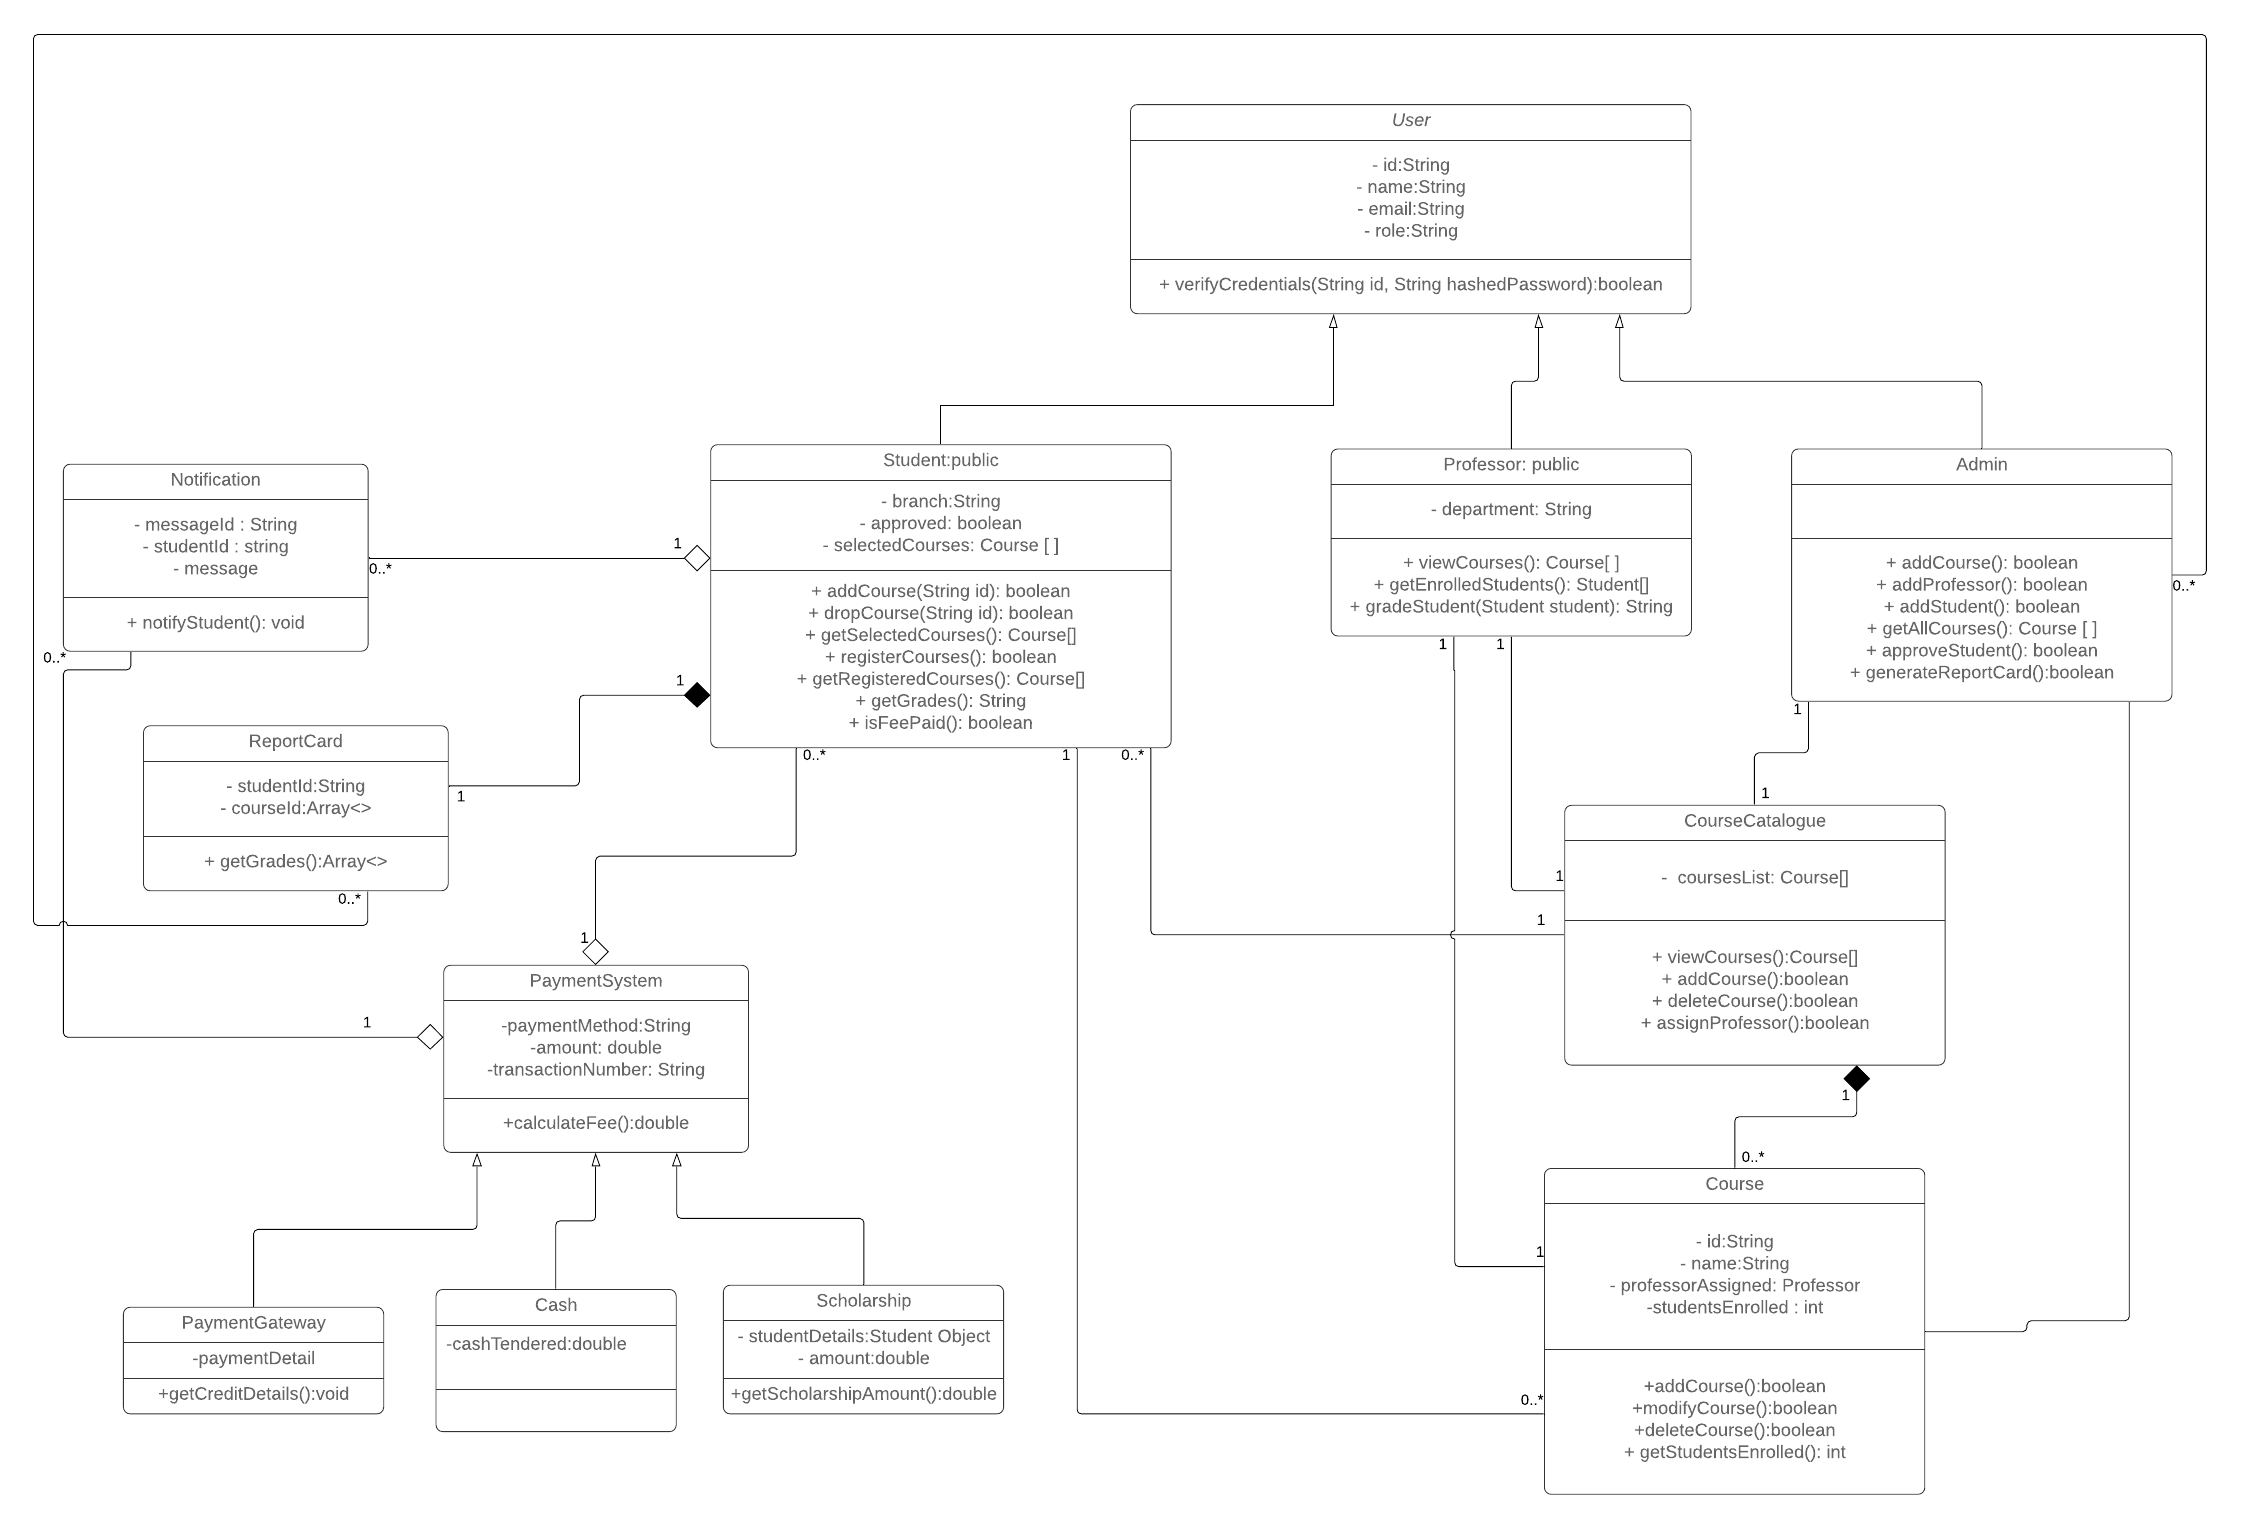 User
- id:String
- name:String
- email:String
- role:String
+ verifyCredentials(String id, String hashedPassword):boolean
Notification
- messageId : String
- studentId : string
- message
+ notifyStudent(): void
0..*
1
0..*
Student:public
- branch:String
- approved: boolean
- selectedCourses: Course [ ]
+ addCourse(String id): boolean
+ dropCourse(String id): boolean
+ getSelectedCourses(): Course[]
+ registerCourses(): boolean
+ getRegisteredCourses(): Course[]
+ getGrades(): String
+ isFeePaid(): boolean
1
0..*
1
0..*
Professor: public
- department: String
+ viewCourses(): Course[ ]
+ getEnrolledStudents(): Student[]
+ gradeStudent(Student student): String
1
1
Admin
+ addCourse(): boolean
+ addProfessor(): boolean
+ addStudent(): boolean
+ getAllCourses(): Course [ ]
+ approveStudent(): boolean
+ generateReportCard():boolean
0..*
1
1
ReportCard
- studentId:String
- courseId:Array<>
+ getGrades():Array<>
1
0..*
CourseCatalogue
- coursesList: Course[]
+ viewCourses():Course[]
+ addCourse():boolean
+ deleteCourse():boolean
+ assignProfessor():boolean
1
1
1
0..*
1
1
PaymentSystem
-paymentMethod:String
-amount: double
-transactionNumber: String
+calculateFee():double
Course
- id:String
- name:String
- professorAssigned: Professor
-studentsEnrolled : int
+addCourse():boolean
+modifyCourse():boolean
+deleteCourse():boolean
+ getStudentsEnrolled(): int
1
0..*
PaymentGateway
-paymentDetail
+getCreditDetails():void
Cash
-cashTendered:double
Scholarship
- studentDetails:Student Object
- amount:double
+getScholarshipAmount():double